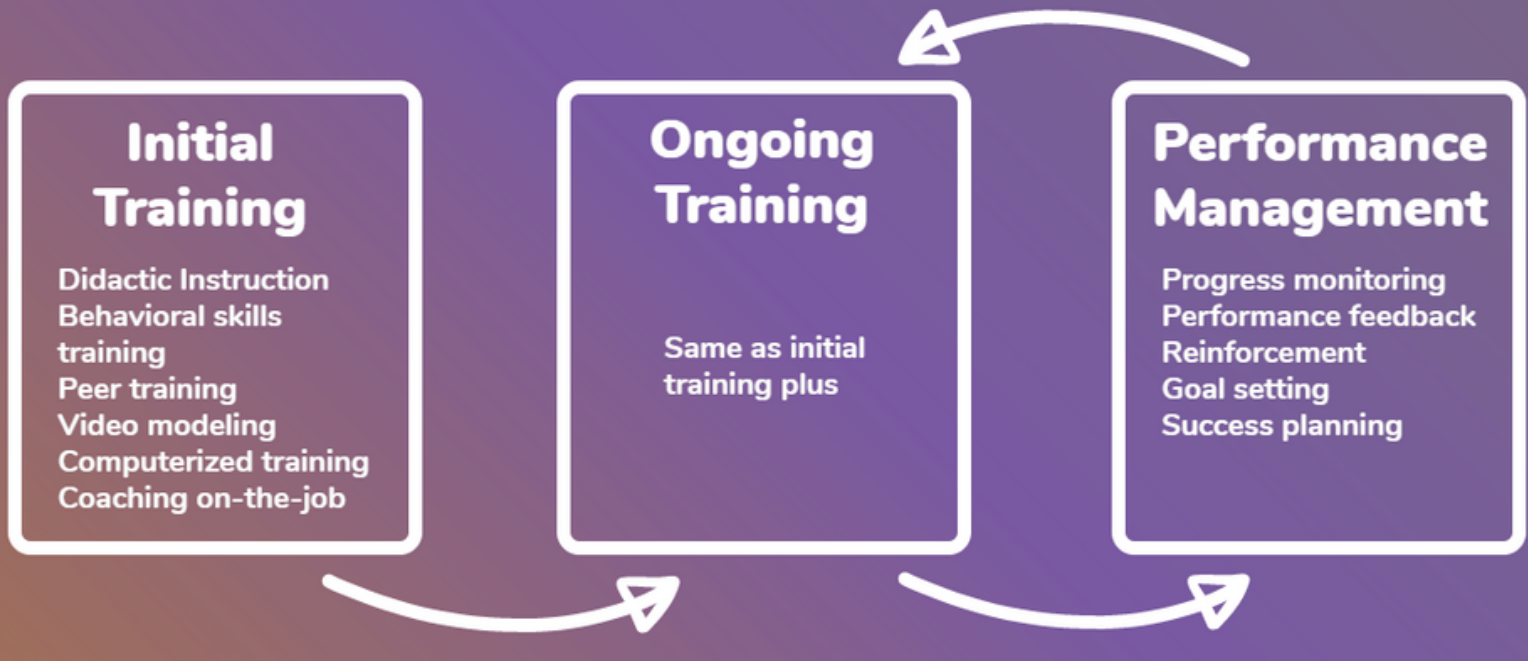 Initial
Training
Didactic Instruction
Behavioral skills
training
Peer training
Video modeling
Computerized training
Coaching on-the-job
Ongoing
Training
Same as initial
training plus
Performance
Management
Progress monitoring
Performance feedback
Reinforcement
Goal setting
Success planning